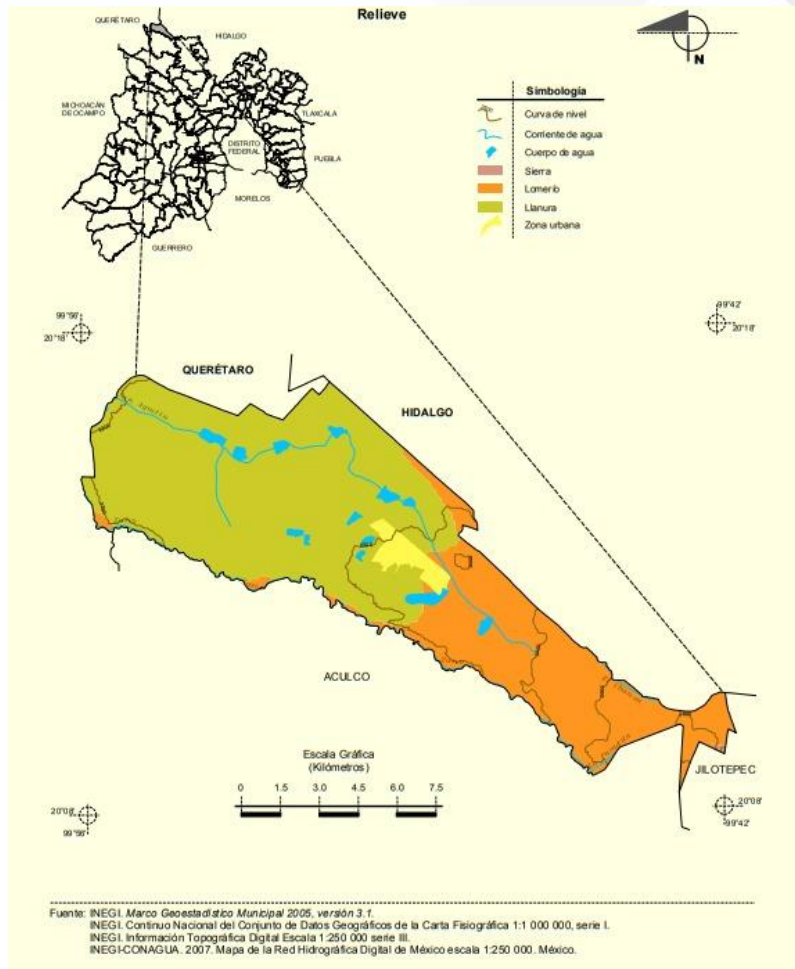 Relieve
QUERÉTARO
HIDALGO
MICHOACÁN
DE OCAMPO
TLAXCALA
DISTRITO
FEDERAL
PUEBLA
MORELOS
GUERRERO
N
Simbología
Curva de nivel
Corriente de agua
Cuerpo de agua
Sierra
Lomerío
Llanura
Zona urbana
99°56'
20°18'
99°42'
20°18'
QUERÉTARO
HIDALGO
ACULCO
JILOTEPEC
Escala Gráfica
(Kilómetros)
0 1.5 3.0 4.5 6.0 7.5
20°08'
99°56'
20°08'
99°42'
Fuente: INEGI. Marco Geoestadístico Municipal 2005, versión 3.1.
INEGI. Continuo Nacional del Conjunto de Datos Geográficos de la Carta Fisiográfica 1:1 000 000, serie I.
INEGI. Información Topográfica Digital Escala 1:250 000 serie III.
INEGI-CONAGUA. 2007. Mapa de la Red Hidrográfica Digital de México escala 1:250 000. México.